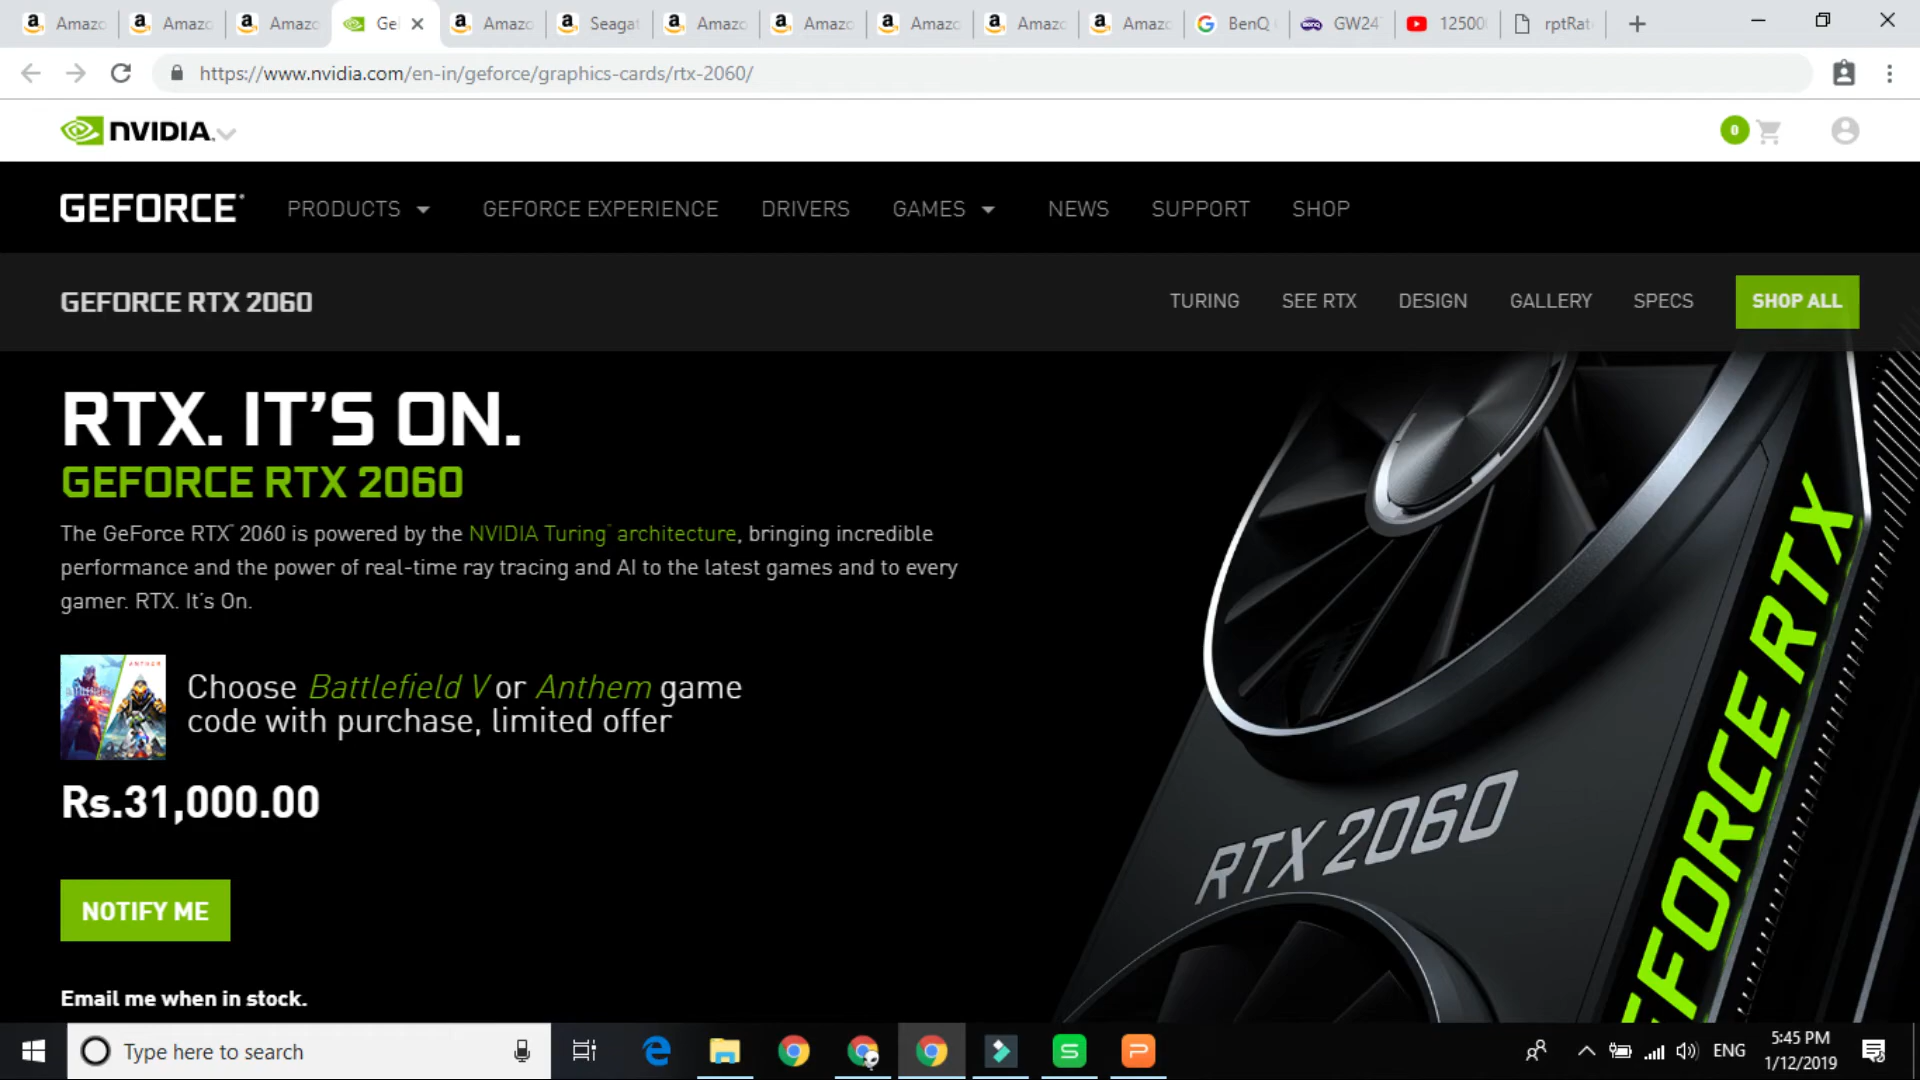 Amazo
Amazo
Amazo
Ge
Amazo
Seagat
Amazo
Amazo
Amazo
Amazo
Amazo
BenQ
GW24
12500
rptRat
https://www.nvidia.com/en-in/geforce/graphics-cards/rtx-2060/
NVIDIA.
0
GEFORCE PRODUCTS GEFORCE EXPERIENCE DRIVERS GAMES NEWS SUPPORT SHOP
GEFORCE RTX 2060 TURING SEE RTX DESIGN GALLERY SPECS SHOP ALL
RTX. IT'S ON.
GEFORCE RTX 2060
The GeForce RTX™ 2060 is powered by the NVIDIA Turing™ architecture, bringing incredible
performance and the power of real-time ray tracing and AI to the latest games and to every
gamer. RTX. It's On.
ANTHEM
Choose Battlefield V or Anthem game
code with purchase, limited offer
Rs.31,000.00
NOTIFY ME
Email me when in stock.
RTX 2060
GEFORCE RTX
Type here to search
ENG
5:45 PM
1/12/2019